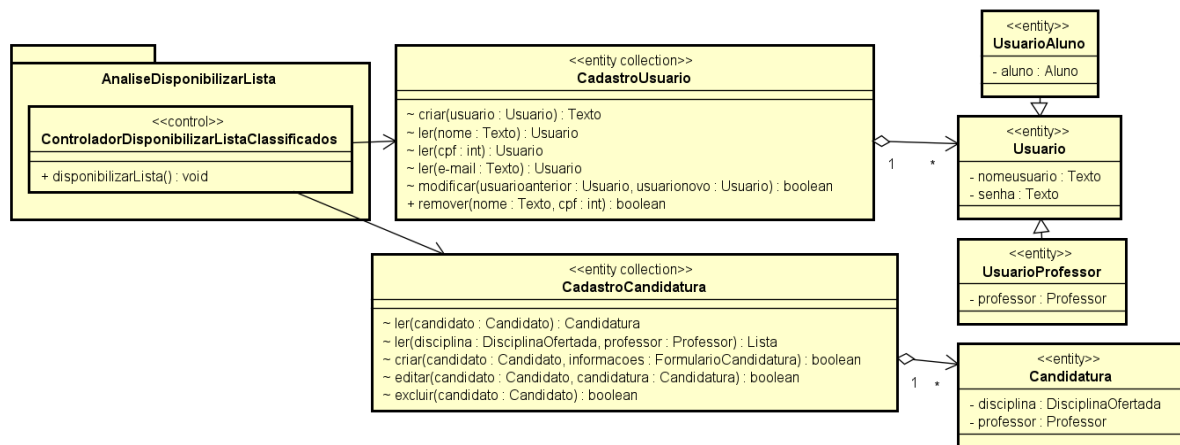 AnaliseDisponibilizarLista
<<control>>
ControladorDisponibilizarListaClassificados
+ disponibilizarLista() : void
<<entity collection>>
CadastroUsuario
~ criar(usuario : Usuario) : Texto
~ ler(nome : Texto) : Usuario
~ ler(cpf : int) : Usuario
~ ler(e-mail : Texto) : Usuario
~ modificar(usuarioanterior : Usuario, usuarionovo : Usuario) : boolean
+ remover(nome : Texto, cpf : int) : boolean
1
*
<<entity>>
UsuarioAluno
- aluno : Aluno
<<entity>>
Usuario
- nomeusuario : Texto
- senha : Texto
<<entity>>
UsuarioProfessor
- professor : Professor
<<entity collection>>
CadastroCandidatura
~ ler(candidato : Candidato) : Candidatura
~ ler(disciplina : DisciplinaOfertada, professor : Professor) : Lista
~ criar(candidato : Candidato, informacoes : FormularioCandidatura) : boolean
~ editar(candidato : Candidato, candidatura : Candidatura) : boolean
~ excluir(candidato : Candidato) : boolean
1
*
<<entity>>
Candidatura
- disciplina : DisciplinaOfertada
- professor : Professor